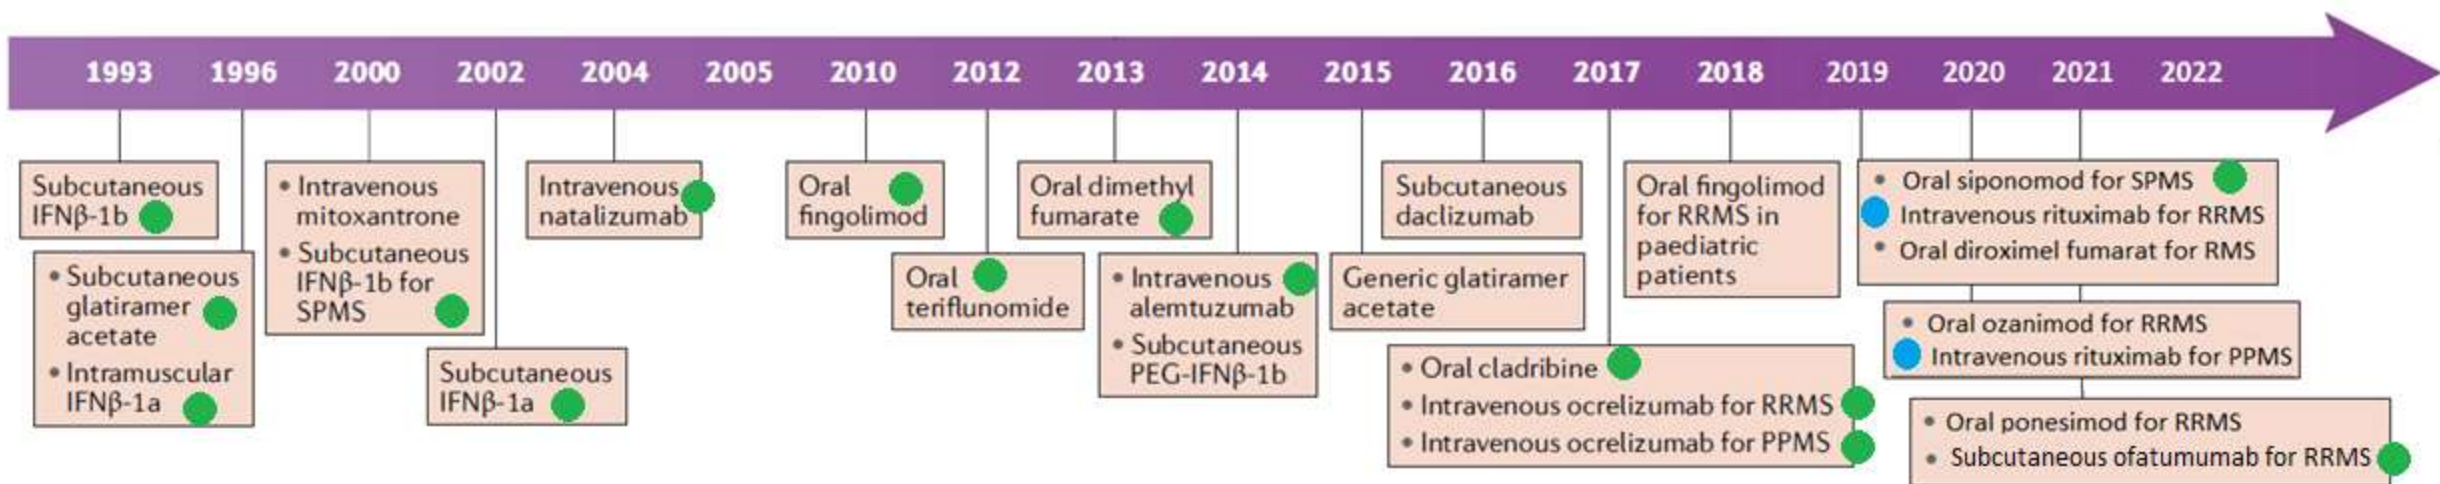 1993 1996 2000 2002 2004 2005 2010 2012 2013 2014 2015 2016 2017 2018 2019 2020 2021 2022
Subcutaneous
IFNβ-1b
• Subcutaneous
glatiramer
acetate
• Intramuscular
IFNβ-1a
• Intravenous
mitoxantrone
• Subcutaneous
IFNβ-1b for
SPMS
Subcutaneous
IFNβ-1a
Intravenous
natalizumab
Oral
fingolimod
Oral
teriflunomide
Oral dimethyl
fumarate
• Intravenous
alemtuzumab
• Subcutaneous
PEG-IFNβ-1b
Generic glatiramer
acetate
Subcutaneous
daclizumab
• Oral cladribine
• Intravenous ocrelizumab for RRMS
• Intravenous ocrelizumab for PPMS
Oral fingolimod
for RRMS in
paediatric
patients
• Oral siponomod for SPMS
Intravenous rituximab for RRMS
• Oral diroximel fumarat for RMS
• Oral ozanimod for RRMS
Intravenous rituximab for PPMS
• Oral ponesimod for RRMS
• Subcutaneous ofatumumab for RRMS